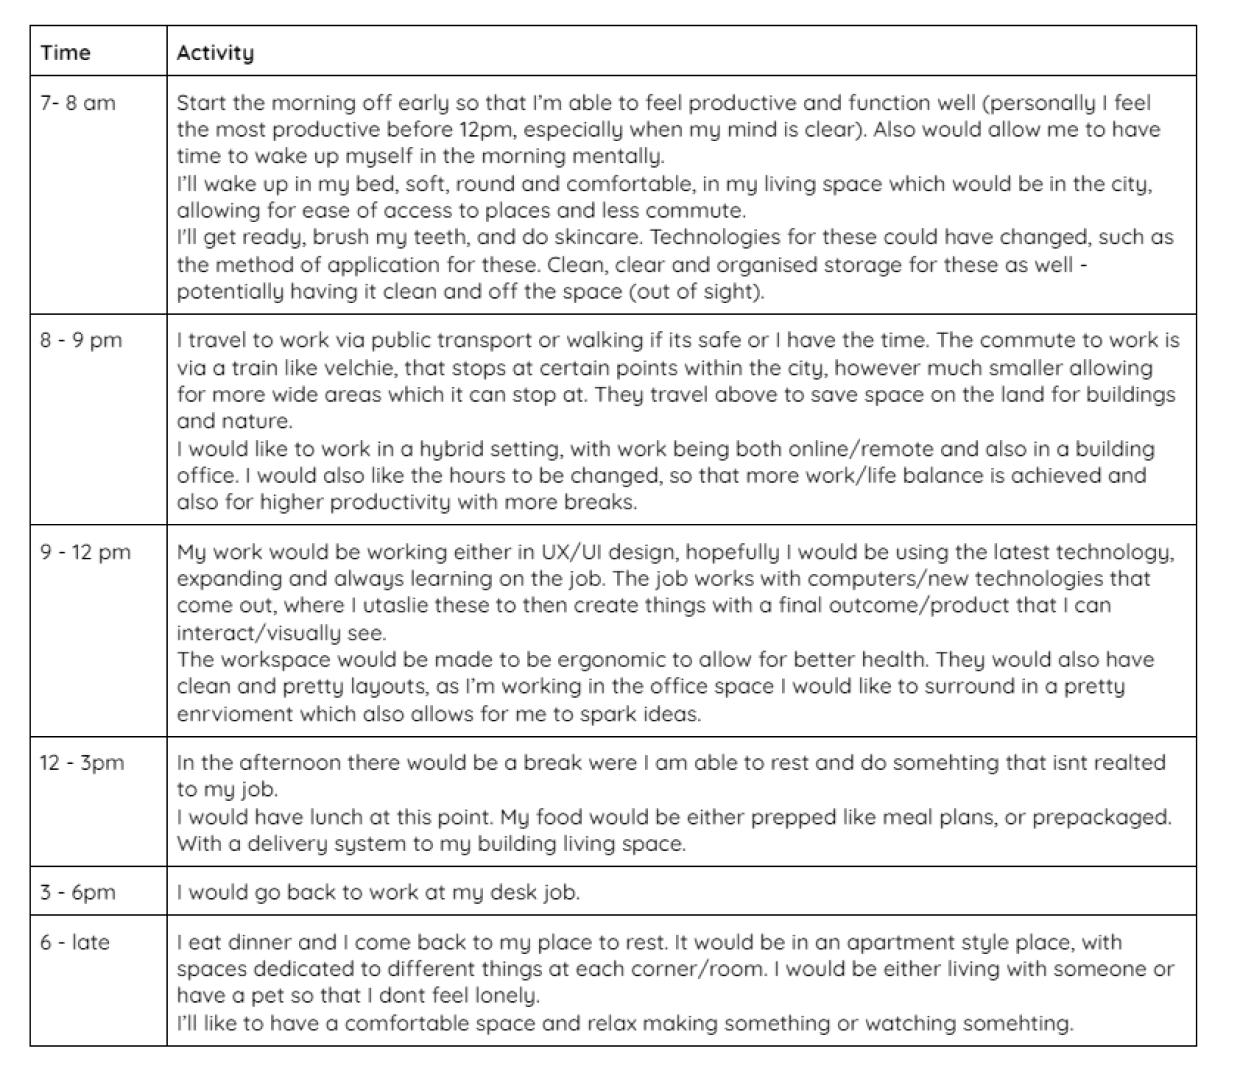 Time Activity
7- 8 am Start the morning off early so that I'm able to feel productive and function well (personally I feel
the most productive before 12pm, especially when my mind is clear). Also would allow me to have
time to wake up myself in the morning mentally.
I'll wake up in my bed, soft, round and comfortable, in my living space which would be in the city,
allowing for ease of access to places and less commute.
I'll get ready, brush my teeth, and do skincare. Technologies for these could have changed, such as
the method of application for these. Clean, clear and organised storage for these as well -
potentially having it clean and off the space (out of sight).
8 - 9 pm I travel to work via public transport or walking if its safe or I have the time. The commute to work is
via a train like velchie, that stops at certain points within the city, however much smaller allowing
for more wide areas which it can stop at. They travel above to save space on the land for buildings
and nature.
I would like to work in a hybrid setting, with work being both online/remote and also in a building
office. I would also like the hours to be changed, so that more work/life balance is achieved and
also for higher productivity with more breaks.
9 - 12 pm My work would be working either in UX/UI design, hopefully I would be using the latest technology,
expanding and always learning on the job. The job works with computers/new technologies that
come out, where I utaslie these to then create things with a final outcome/product that I can
interact/visually see.
The workspace would be made to be ergonomic to allow for better health. They would also have
clean and pretty layouts, as I'm working in the office space I would like to surround in a pretty
enrvioment which also allows for me to spark ideas.
12 - 3pm In the afternoon there would be a break were I am able to rest and do somehting that isnt realted
to my job.
I would have lunch at this point. My food would be either prepped like meal plans, or prepackaged.
With a delivery system to my building living space.
3 - 6pm I would go back to work at my desk job.
6 - late I eat dinner and I come back to my place to rest. It would be in an apartment style place, with
spaces dedicated to different things at each corner/room. I would be either living with someone or
have a pet so that I dont feel lonely.
I'll like to have a comfortable space and relax making something or watching somehting.